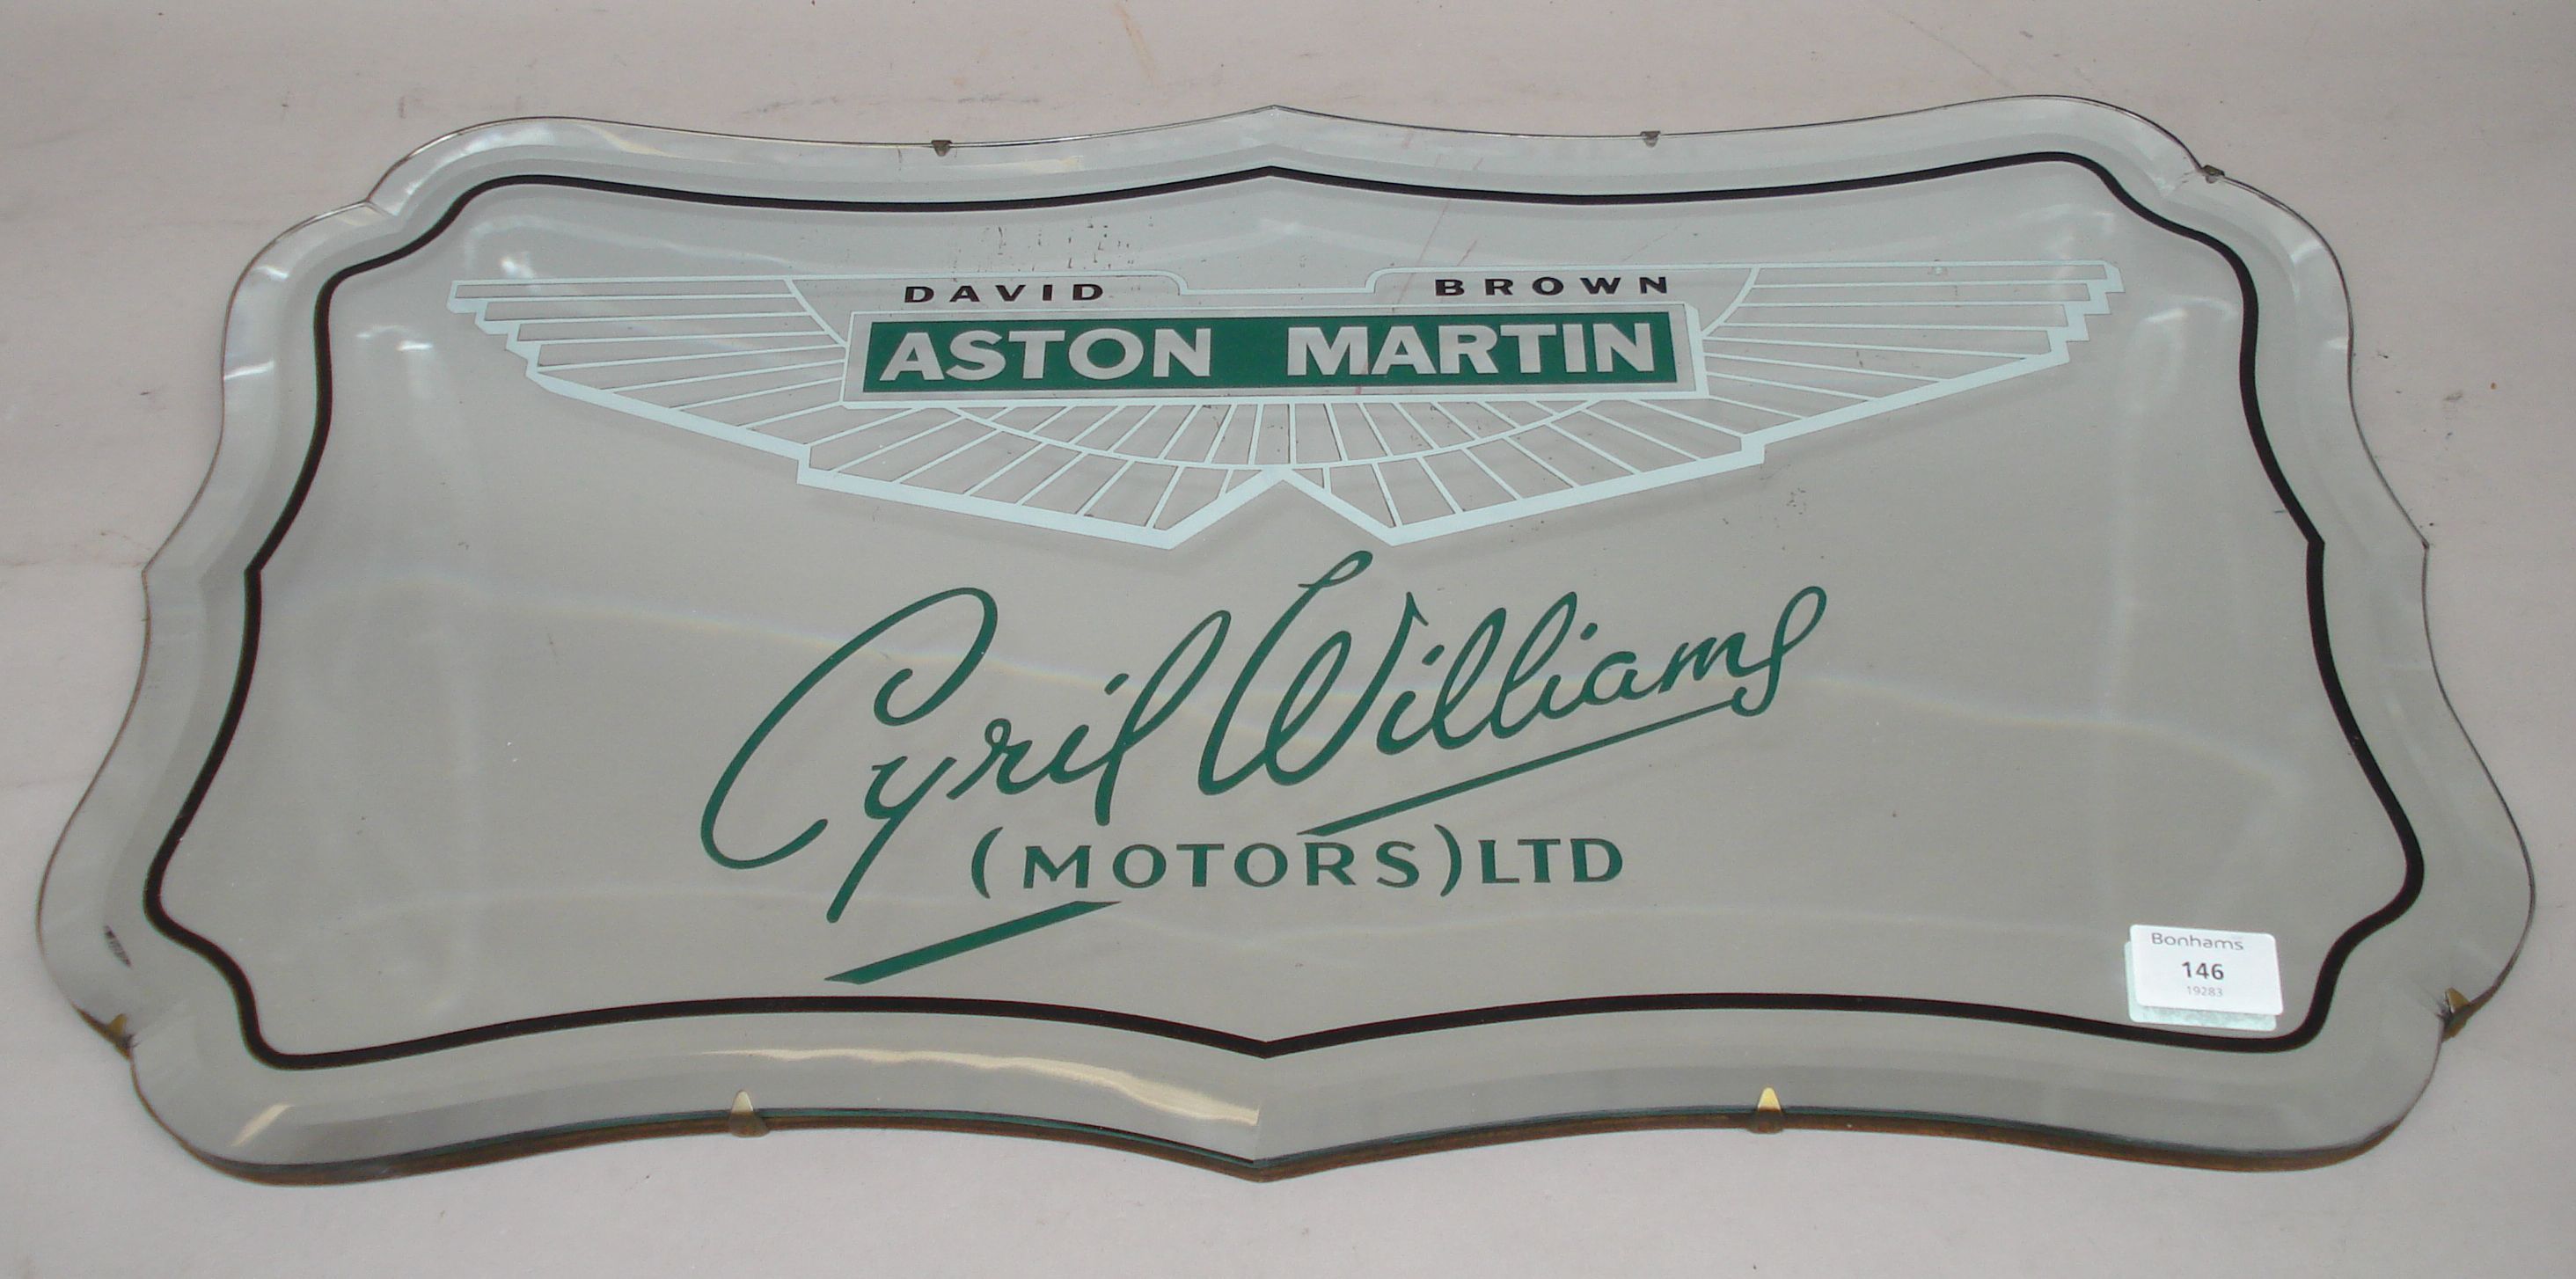 DAVID BROWN
ASTON MARTIN
Cyril Williams
(MOTORS) LTD
Bonhams
146
19283